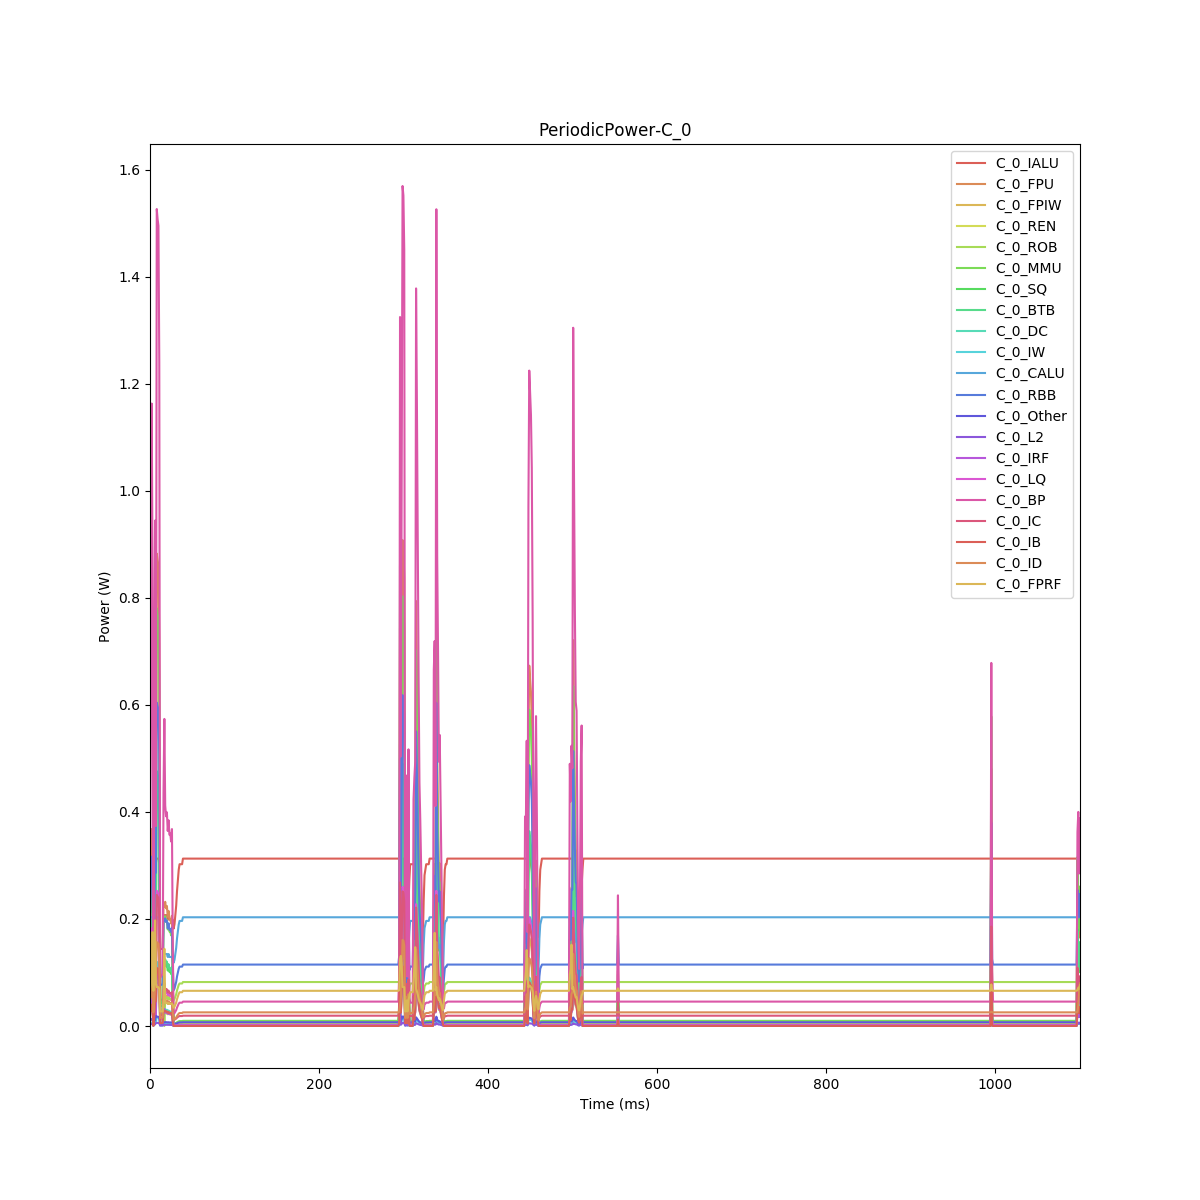 PeriodicPower-C_0
1.6
1.4
1.2
1.0
0.8
0.6
0.4
0.2
0.0
Power (W)
0
200
400
600
800
1000
Time (ms)
C_0_IALU
C_0_FPU
C_0_FPIW
C_0_REN
C_0_ROB
C_0_MMU
C_0_SQ
C_0_BTB
C_0_DC
C_0_IW
C_0_CALU
C_0_RBB
C_0_Other
C_0_L2
C_0_IRF
C_0_LQ
C_0_BP
C_0_IC
C_0_IB
C_0_ID
C_0_FPRF